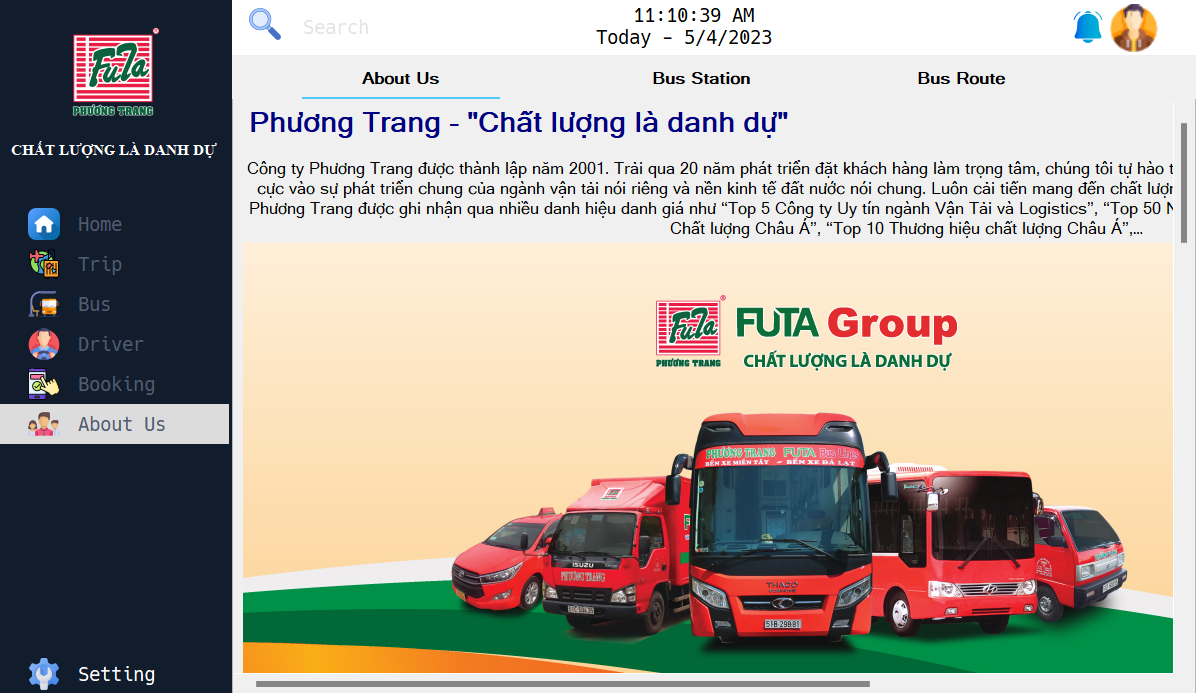 FUTA
PHƯƠNG TRANG
CHẤT LƯỢNG LÀ DANH DỰ
Home
Trip
Bus
Driver
Booking
About Us
Setting
Search
11:10:39 AM
Today - 5/4/2023
About Us
Bus Station
Bus Route
Phương Trang - "Chất lượng là danh dự"
Công ty Phương Trang được thành lập năm 2001. Trải qua 20 năm phát triển đặt khách hàng làm trọng tâm, chúng tôi tự hào t
cực vào sự phát triển chung của ngành vận tải nói riêng và nền kinh tế đất nước nói chung. Luôn cải tiến mang đến chất lượn
Phương Trang được ghi nhận qua nhiều danh hiệu danh giá như “Top 5 Công ty Uy tín ngành Vận Tải và Logistics”, “Top 50 N
Chất lượng Châu Á”, “Top 10 Thương hiệu chất lượng Châu Á”,...
FUTA
PHƯƠNG TRANG
FUTA Group
CHẤT LƯỢNG LÀ DANH DỰ
PHƯƠNG TRANG FUTA Bus Lines
BẾN XE MIỀN TÂY - BẾN XE ĐÀ LẠT
ISUZU
PHƯƠNG TRANG
THACO
51B-298.81